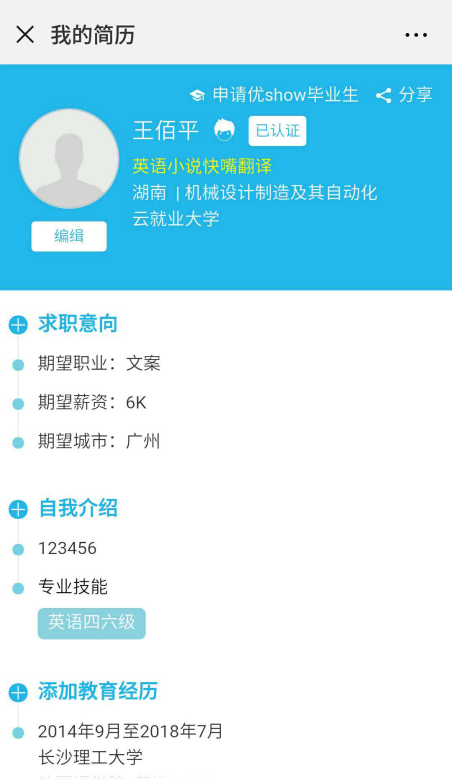 我的简历
申请优show毕业生 分享
王佰平 已认证
英语小说快嘴翻译
湖南 | 机械设计制造及其自动化
云就业大学
编缉
求职意向
期望职业：文案
期望薪资：6K
期望城市：广州
自我介绍
123456
专业技能
英语四六级
添加教育经历
2014年9月至2018年7月
长沙理工大学